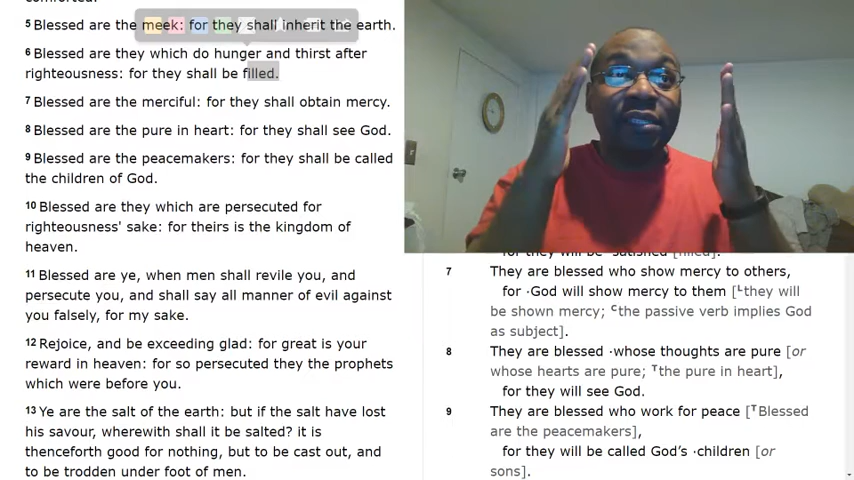 comforted.
5 Blessed are the meek: for they shall inherit the earth.
6 Blessed are they which do hunger and thirst after
righteousness: for they shall be filled.
7 Blessed are the merciful: for they shall obtain mercy.
8 Blessed are the pure in heart: for they shall see God.
9 Blessed are the peacemakers: for they shall be called
the children of God.
10 Blessed are they which are persecuted for
righteousness' sake: for theirs is the kingdom of
heaven.
11 Blessed are ye, when men shall revile you, and
persecute you, and shall say all manner of evil against
you falsely, for my sake.
12 Rejoice, and be exceeding glad: for great is your
reward in heaven: for so persecuted they the prophets
which were before you.
13 Ye are the salt of the earth: but if the salt have lost
his savour, wherewith shall it be salted? it is
thenceforth good for nothing, but to be cast out, and
to be trodden under foot of men.
for they will be ·satisfied [filled].
7 They are blessed who show mercy to others,
for ·God will show mercy to them [ᴸthey will
be shown mercy; ᶜthe passive verb implies God
as subject].
8 They are blessed ·whose thoughts are pure [or
whose hearts are pure; ᵀthe pure in heart],
for they will see God.
9 They are blessed who work for peace [ᵀBlessed
are the peacemakers],
for they will be called God's ·children [or
sons].